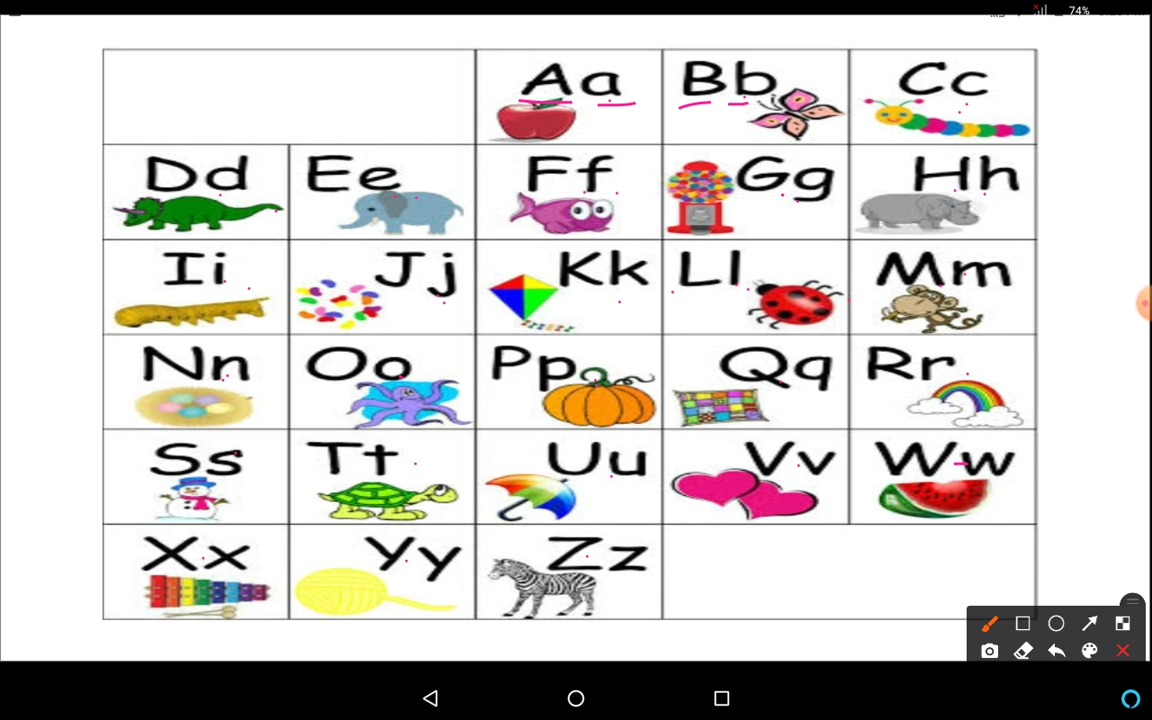 74%
Aa Bb Cc
Dd Ee Ff Gg Hh
Ii Jj Kk Ll Mm
Nn Oo Pp Qq Rr
Ss Tt Uu Vv Ww
Xx Yy Zz